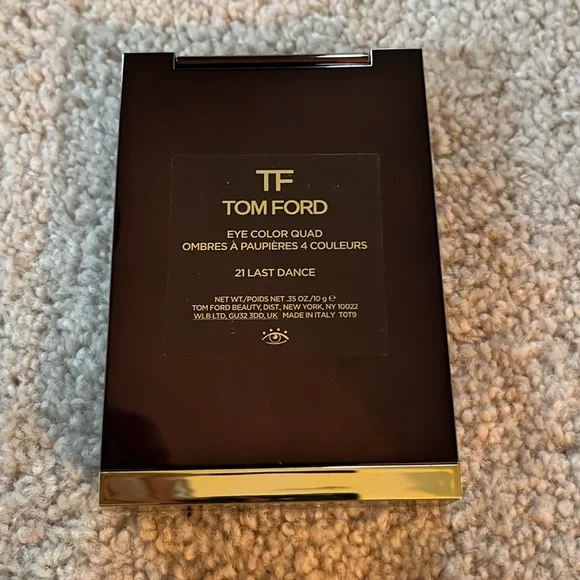 TF
TOM FORD
EYE COLOR QUAD
OMBRES À PAUPIÈRES 4 COULEURS
21 LAST DANCE
NET WT./POIDS NET .35 OZ./10 g ℮
TOM FORD BEAUTY, DIST., NEW YORK, NY 10022
WLB LTD, GU32 3DD, UK MADE IN ITALY T0T9